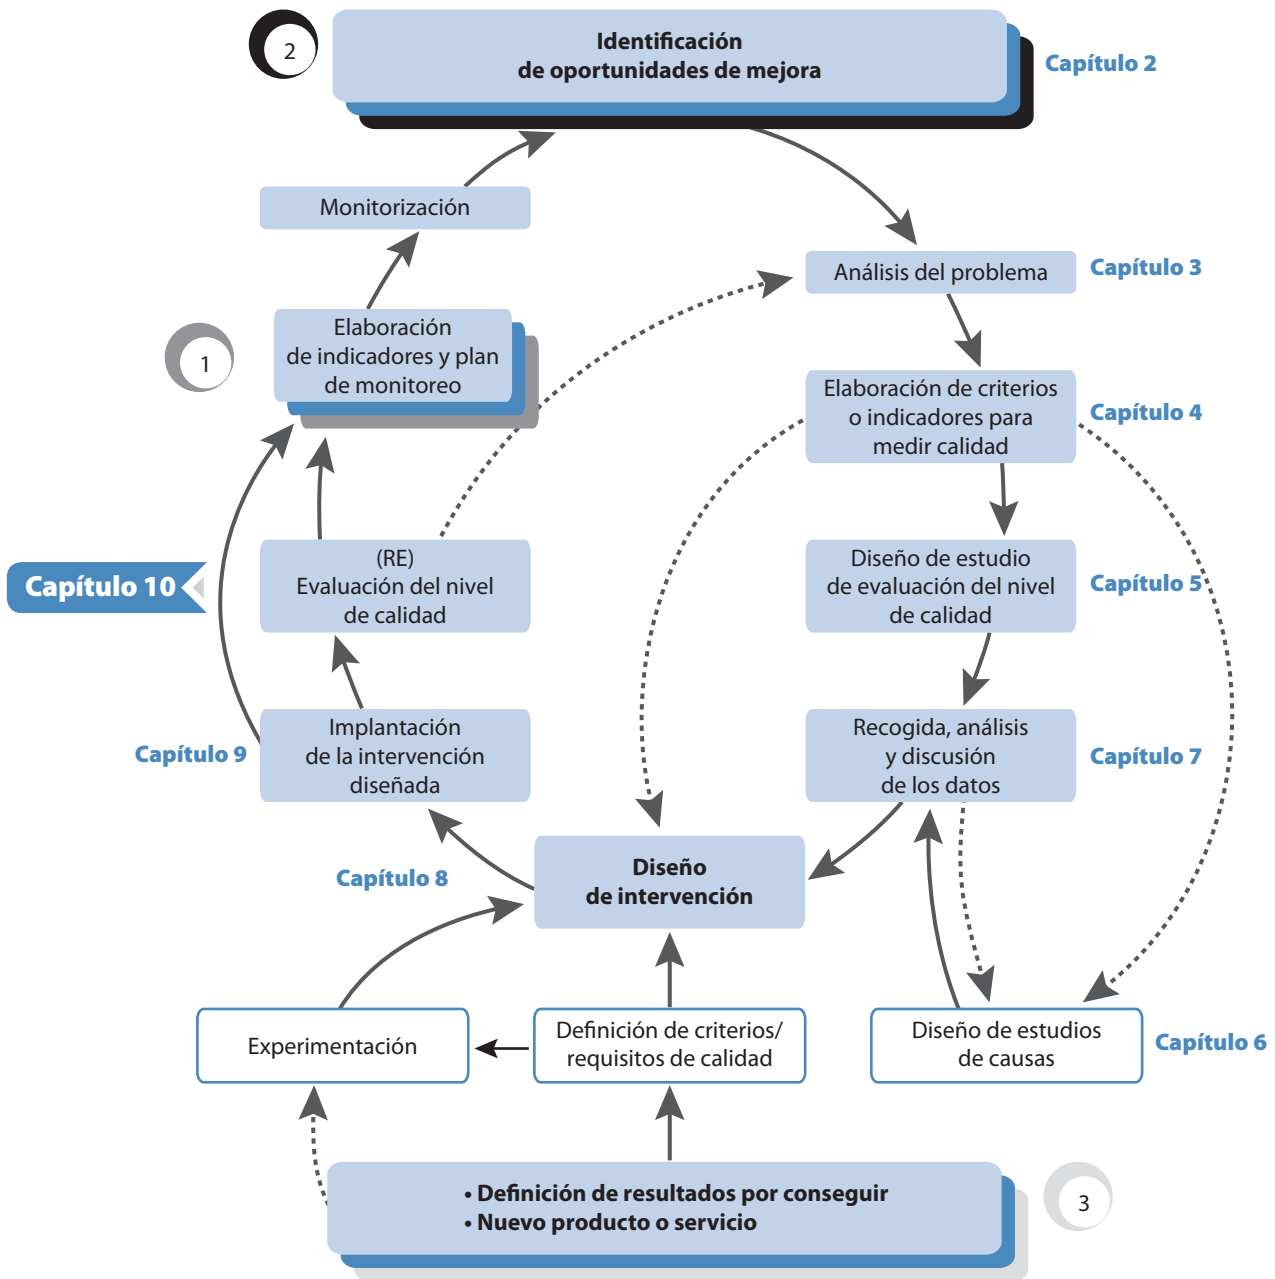 2
Identificación
de oportunidades de mejora
Capítulo 2
Monitorización
Análisis del problema
Capítulo 3
1
Elaboración
de indicadores y plan
de monitoreo
Elaboración de criterios
o indicadores para
medir calidad
Capítulo 4
Capítulo 10
(RE)
Evaluación del nivel
de calidad
Diseño de estudio
de evaluación del nivel
de calidad
Capítulo 5
Capítulo 9
Implantación
de la intervención
diseñada
Recogida, análisis
y discusión
de los datos
Capítulo 7
Capítulo 8
Diseño
de intervención
Experimentación
Definición de criterios/
requisitos de calidad
Diseño de estudios
de causas
Capítulo 6
• Definición de resultados por conseguir
• Nuevo producto o servicio
3